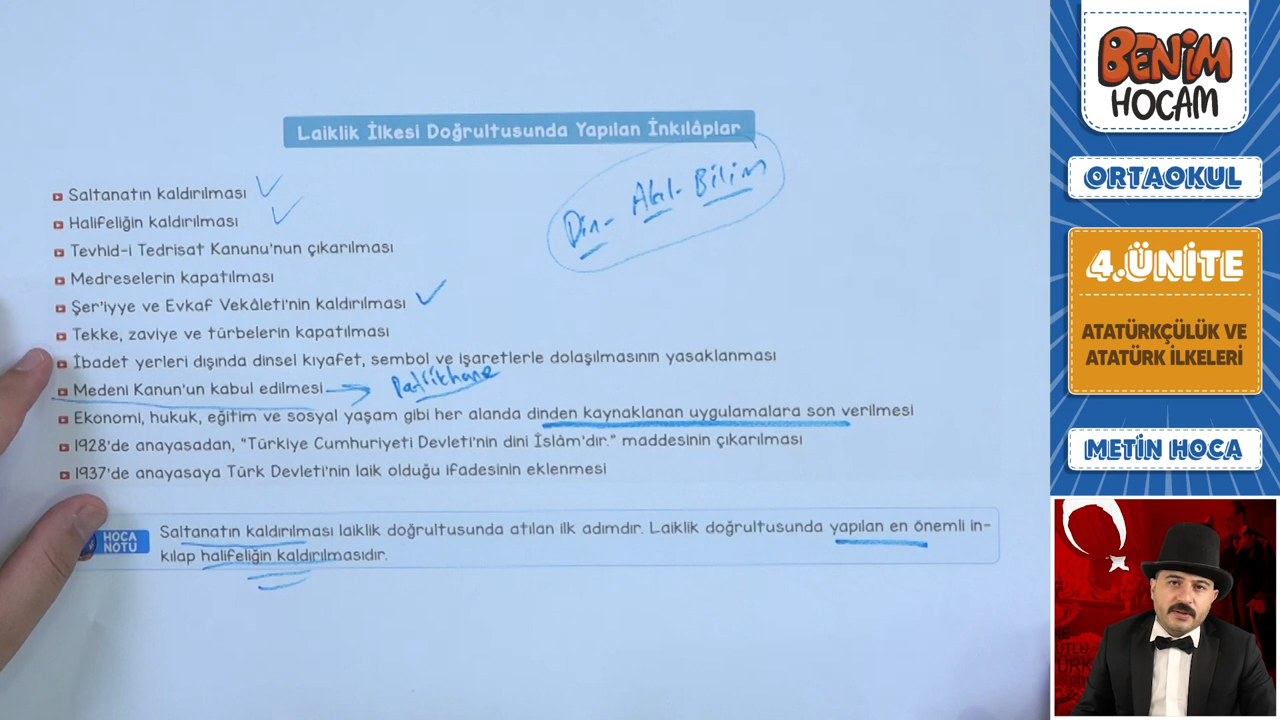 Laiklik İlkesi Doğrultusunda Yapılan İnkılâplar
Din - Akıl - Bilim
Saltanatın kaldırılması
Halifeliğin kaldırılması
Tevhid-i Tedrisat Kanunu'nun çıkarılması
Medreselerin kapatılması
Şer'iyye ve Evkaf Vekâleti'nin kaldırılması
Tekke, zaviye ve türbelerin kapatılması
İbadet yerleri dışında dinsel kıyafet, sembol ve işaretlerle dolaşılmasının yasaklanması
Medeni Kanun'un kabul edilmesi → Patrikhane
Ekonomi, hukuk, eğitim ve sosyal yaşam gibi her alanda dinden kaynaklanan uygulamalara son verilmesi
1928'de anayasadan, "Türkiye Cumhuriyeti Devleti'nin dini İslâm'dır." maddesinin çıkarılması
1937'de anayasaya Türk Devleti'nin laik olduğu ifadesinin eklenmesi
HOCA
NOTU
Saltanatın kaldırılması laiklik doğrultusunda atılan ilk adımdır. Laiklik doğrultusunda yapılan en önemli in-
kılap halifeliğin kaldırılmasıdır.
BENİM
HOCAM
ORTAOKUL
4.ÜNİTE
ATATÜRKÇÜLÜK VE
ATATÜRK İLKELERİ
METİN HOCA